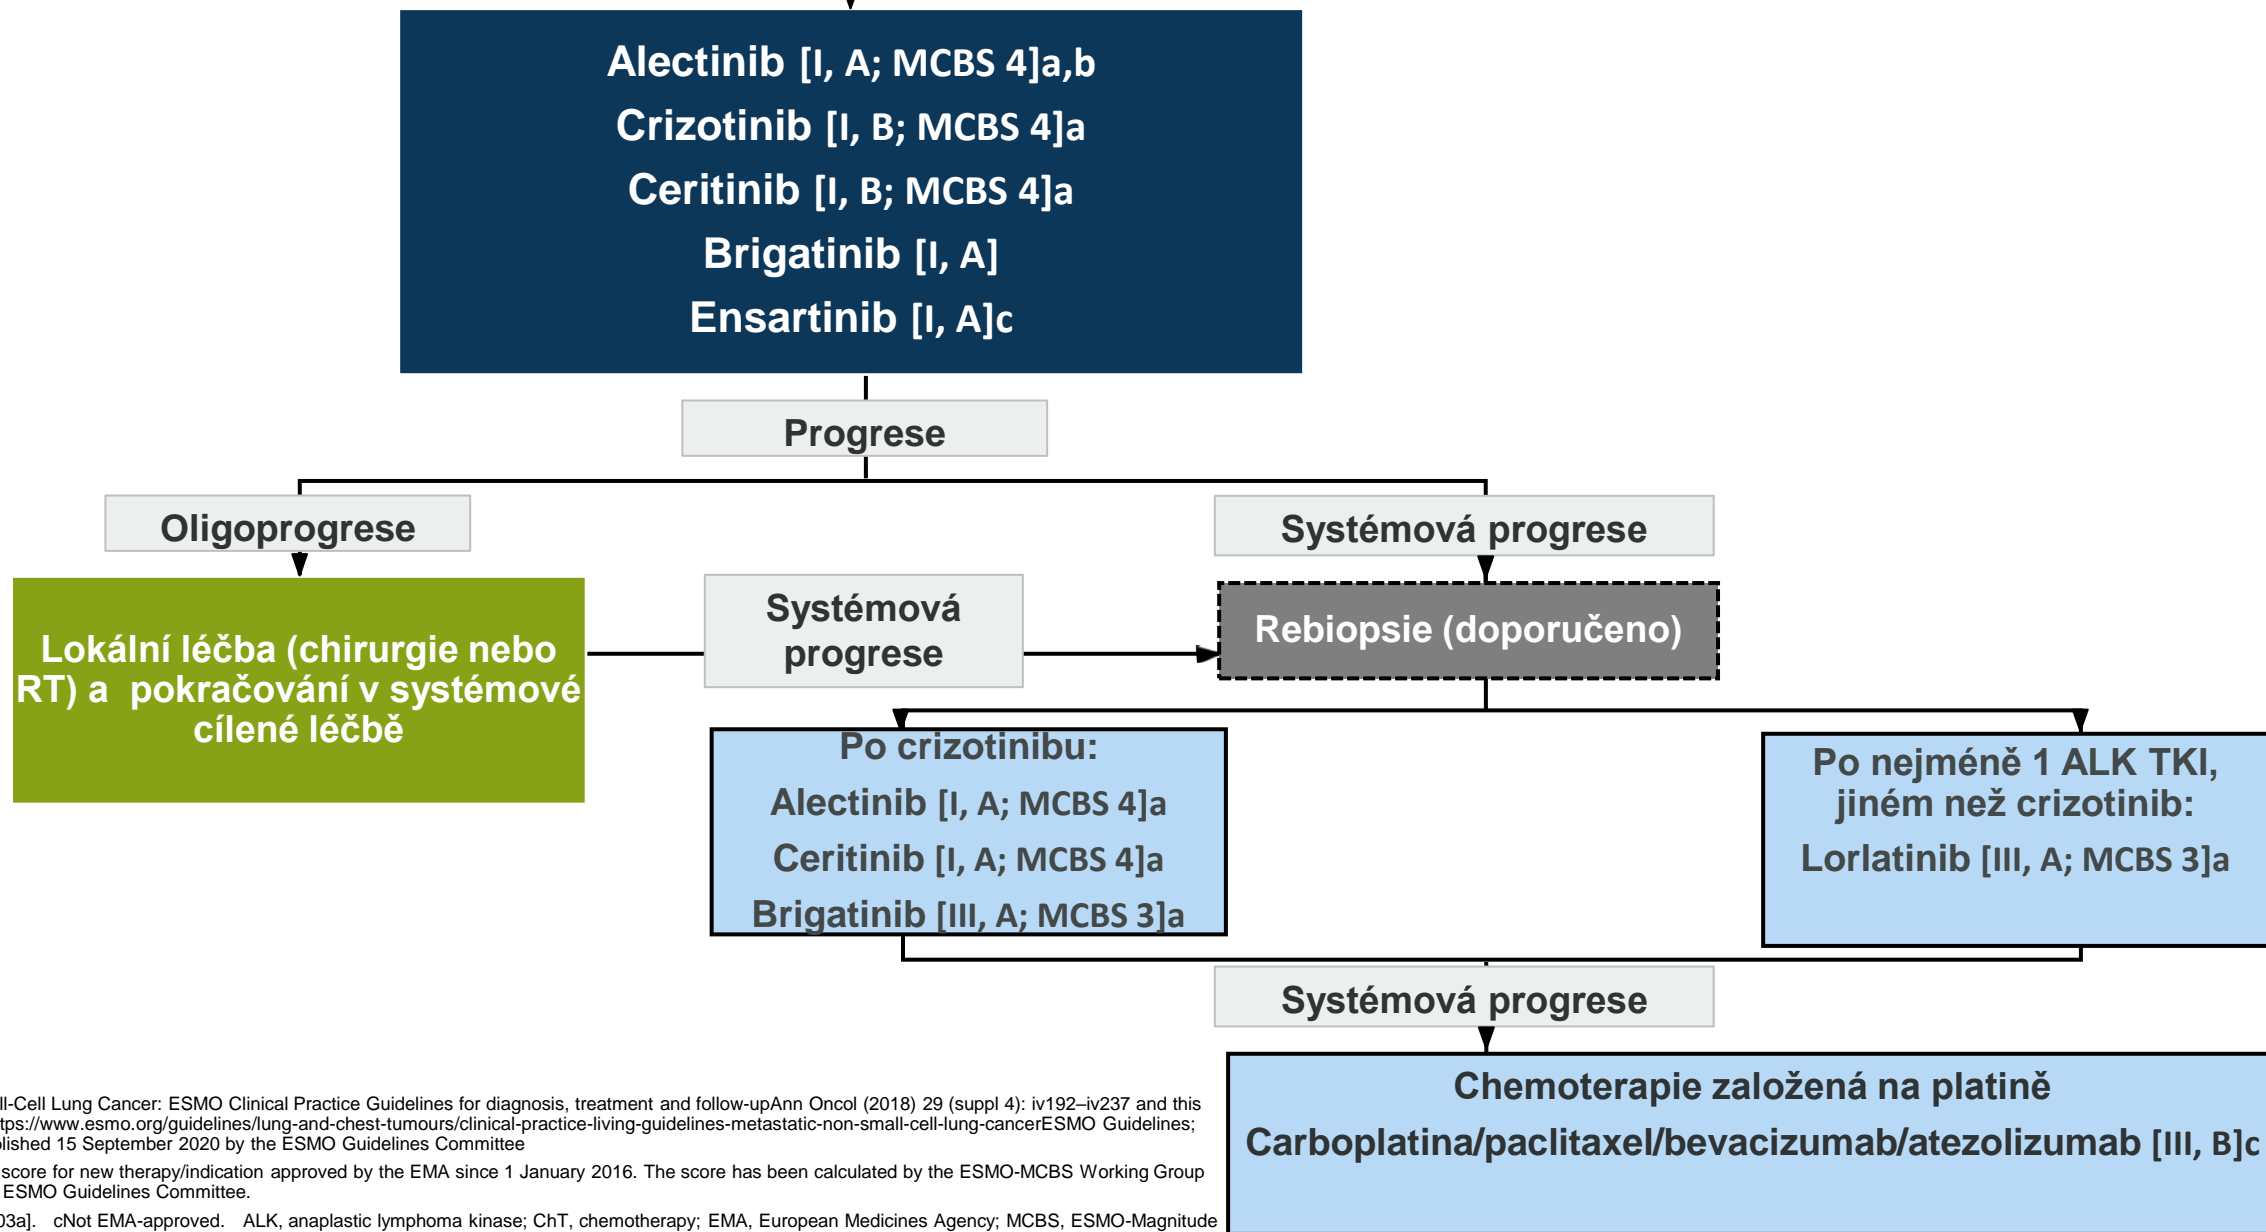 Alectinib [I, A; MCBS 4]a,b
Crizotinib [I, B; MCBS 4]a
Ceritinib [I, B; MCBS 4]a
Brigatinib [I, A]
Ensartinib [I, A]c
Progrese
Oligoprogrese
Systémová progrese
Lokální léčba (chirurgie nebo
RT) a pokračování v systémové
cílené léčbě
Systémová
progrese
Rebiopsie (doporučeno)
Po crizotinibu:
Alectinib [I, A; MCBS 4]a
Ceritinib [I, A; MCBS 4]a
Brigatinib [III, A; MCBS 3]a
Po nejméně 1 ALK TKI,
jiném než crizotinib:
Lorlatinib [III, A; MCBS 3]a
Systémová progrese
Chemoterapie založená na platině
Carboplatina/paclitaxel/bevacizumab/atezolizumab [III, B]c
ll-Cell Lung Cancer: ESMO Clinical Practice Guidelines for diagnosis, treatment and follow-upAnn Oncol (2018) 29 (suppl 4): iv192–iv237 and this
tps://www.esmo.org/guidelines/lung-and-chest-tumours/clinical-practice-living-guidelines-metastatic-non-small-cell-lung-cancerESMO Guidelines;
blished 15 September 2020 by the ESMO Guidelines Committee
score for new therapy/indication approved by the EMA since 1 January 2016. The score has been calculated by the ESMO-MCBS Working Group
ESMO Guidelines Committee.
03a]. cNot EMA-approved. ALK, anaplastic lymphoma kinase; ChT, chemotherapy; EMA, European Medicines Agency; MCBS, ESMO-Magnitude